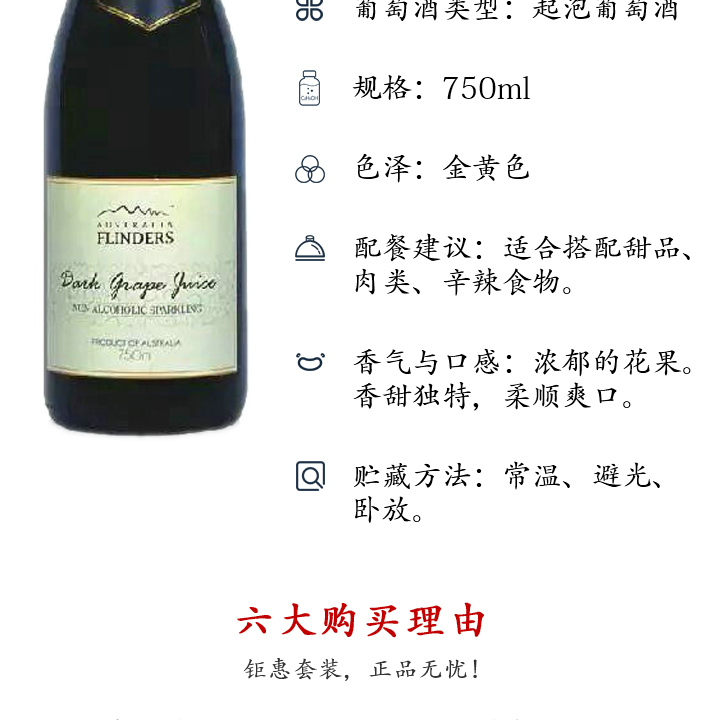 葡萄酒类型：起泡葡萄酒
规格：750ml
色泽：金黄色
配餐建议：适合搭配甜品、
肉类、辛辣食物。
香气与口感：浓郁的花果。
香甜独特，柔顺爽口。
贮藏方法：常温、避光、
卧放。
AUSTRALIA
FLINDERS
Dark Grape Juice
NON ALCOHOLIC SPARKLING
PRODUCT OF AUSTRALIA
750ml
六大购买理由
钜惠套装，正品无忧！